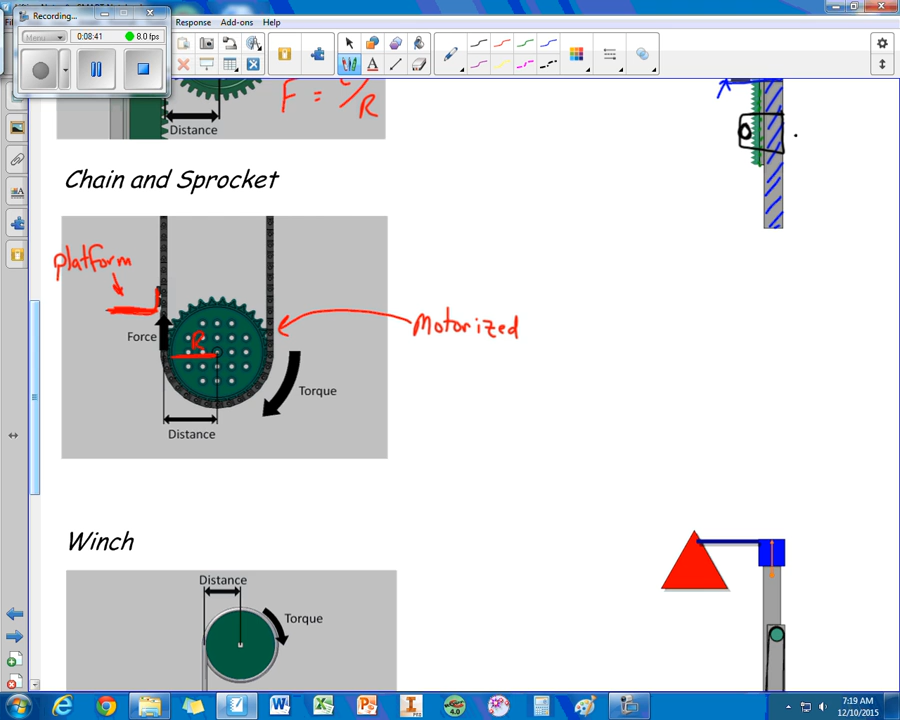 Recording...
Menu
0:08:41
8.0 fps
Response Add-ons Help
F = /R
Distance
Chain and Sprocket
platform
Force
R
Motorized
Torque
Distance
Winch
Distance
Torque
7:19 AM
12/10/2015